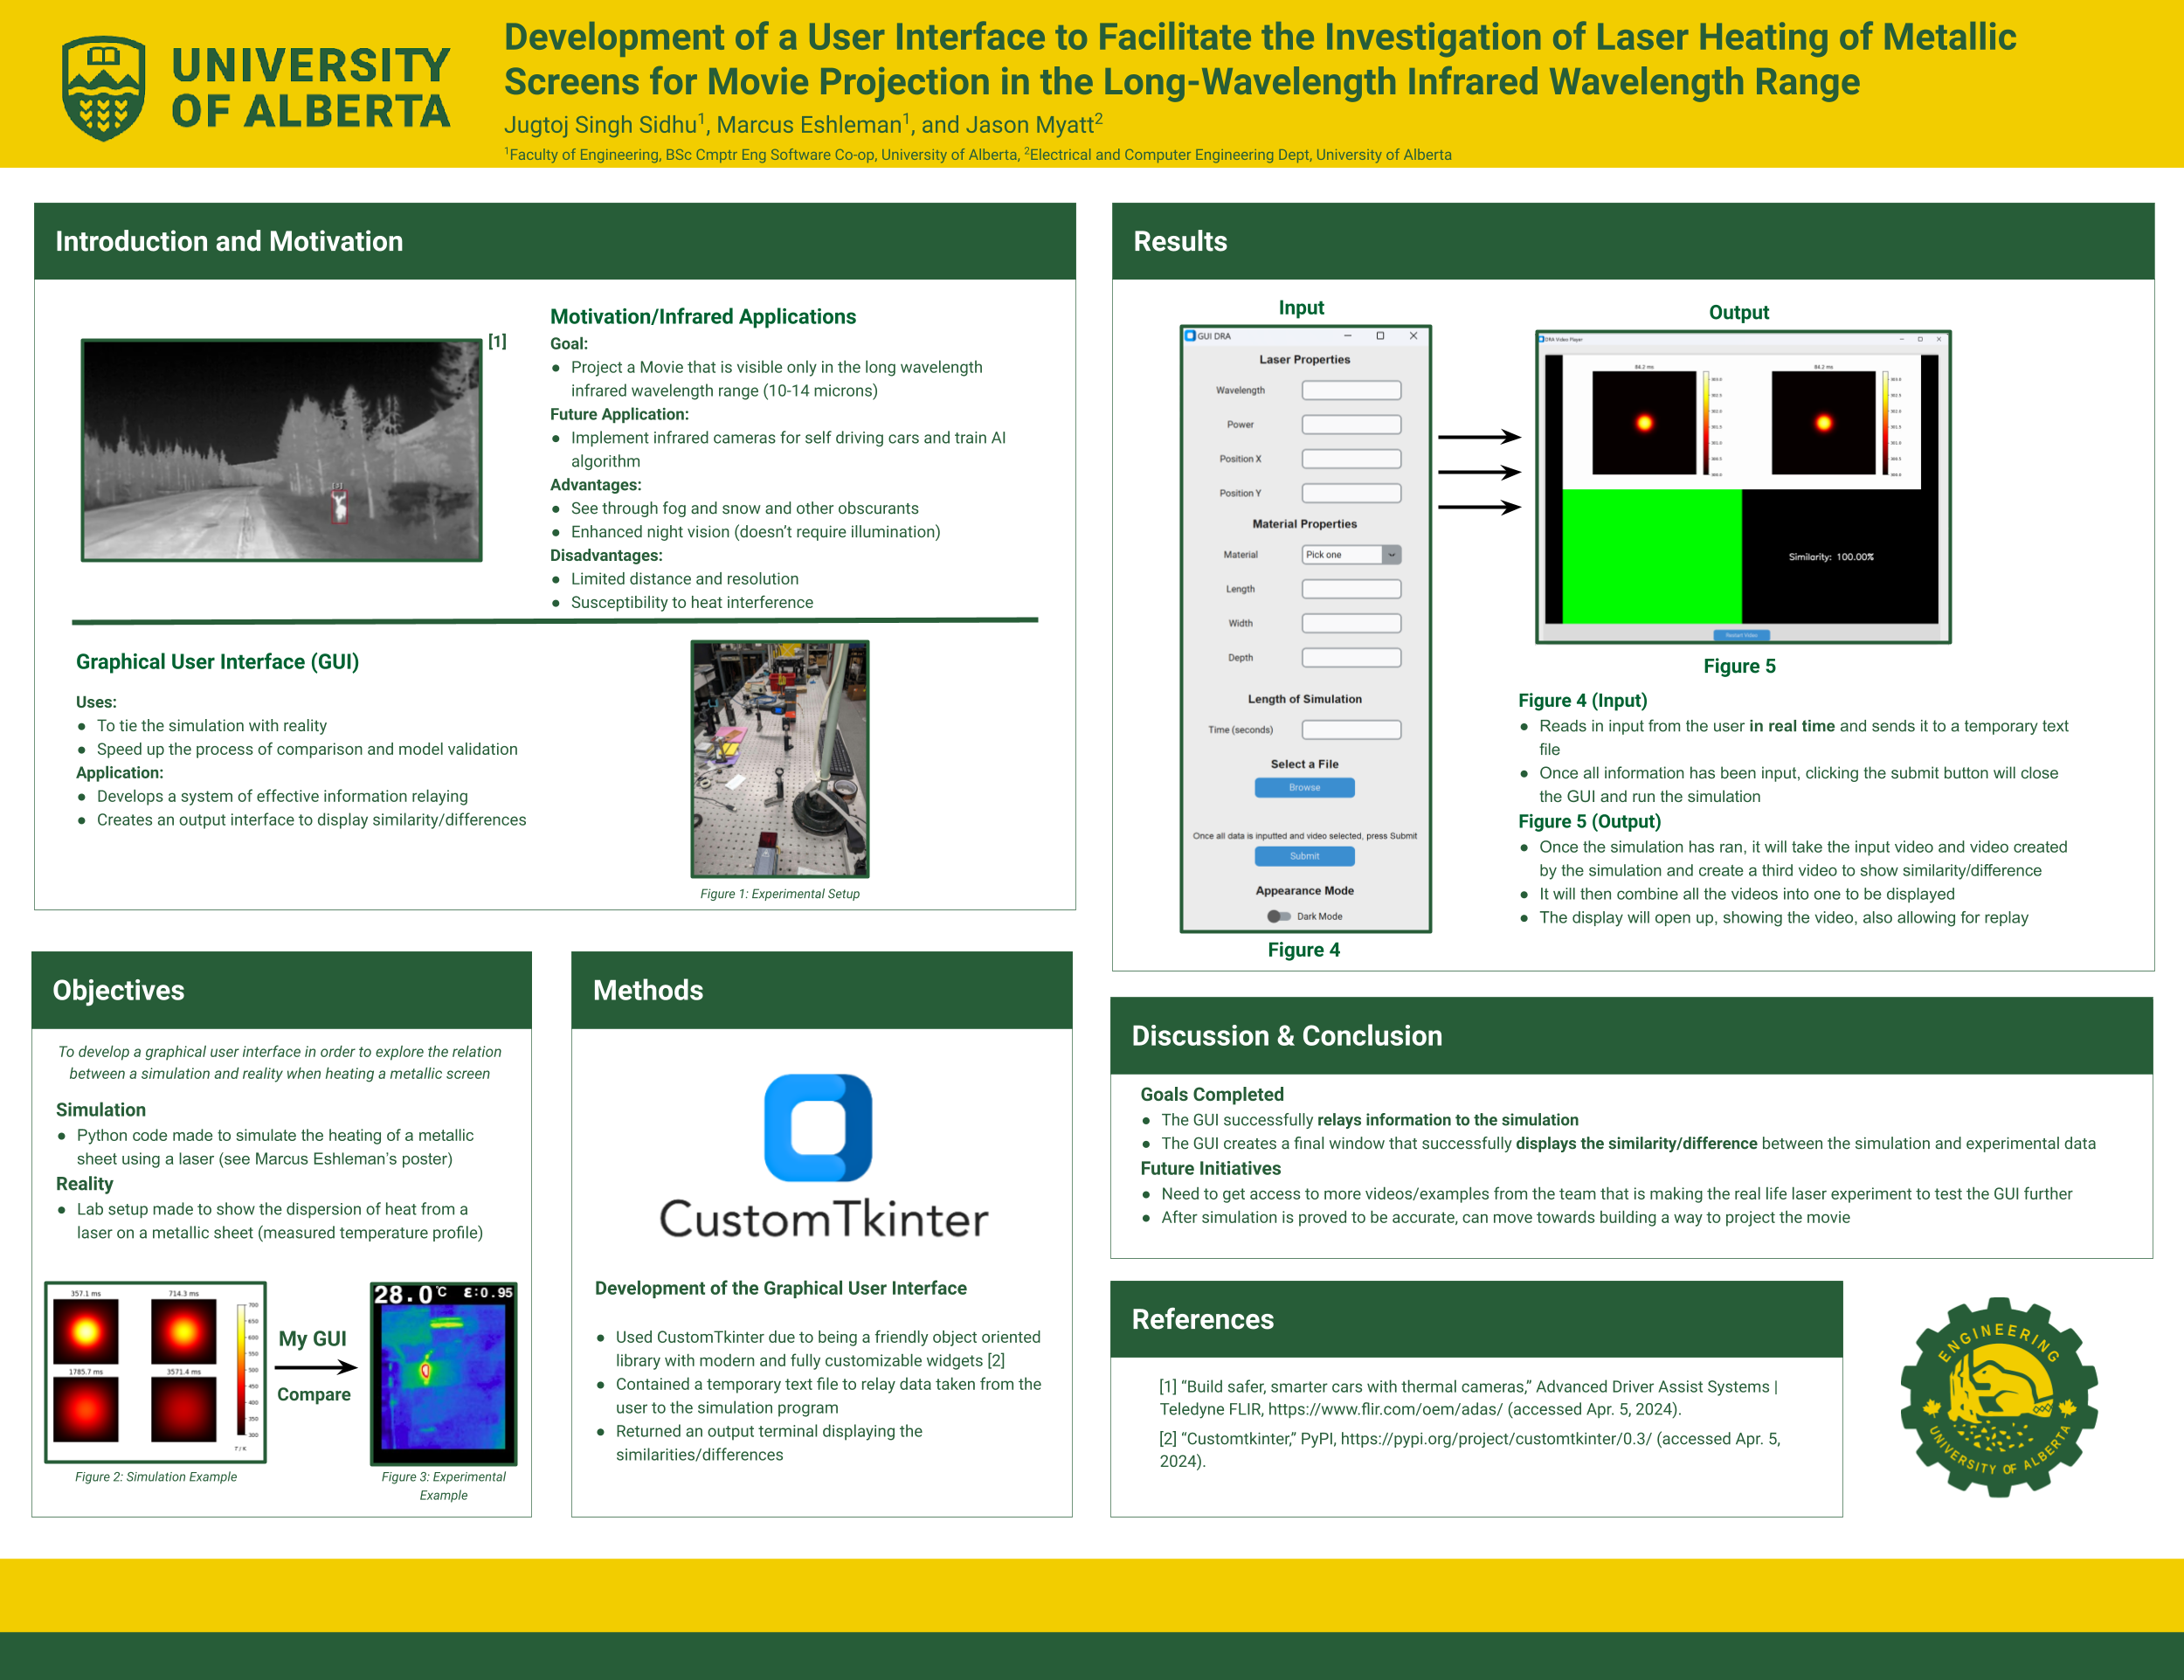 UNIVERSITY
OF ALBERTA
Development of a User Interface to Facilitate the Investigation of Laser Heating of Metallic
Screens for Movie Projection in the Long-Wavelength Infrared Wavelength Range
Jugtoj Singh Sidhu1, Marcus Eshleman1, and Jason Myatt2
1Faculty of Engineering, BSc Cmptr Eng Software Co-op, University of Alberta, 2Electrical and Computer Engineering Dept, University of Alberta
Introduction and Motivation
[1]
Motivation/Infrared Applications
Goal:
● Project a Movie that is visible only in the long wavelength
infrared wavelength range (10-14 microns)
Future Application:
● Implement infrared cameras for self driving cars and train AI
algorithm
Advantages:
● See through fog and snow and other obscurants
● Enhanced night vision (doesn't require illumination)
Disadvantages:
● Limited distance and resolution
● Susceptibility to heat interference
Graphical User Interface (GUI)
Uses:
● To tie the simulation with reality
● Speed up the process of comparison and model validation
Application:
● Develops a system of effective information relaying
● Creates an output interface to display similarity/differences
Figure 1: Experimental Setup
Objectives
To develop a graphical user interface in order to explore the relation
between a simulation and reality when heating a metallic screen
Simulation
● Python code made to simulate the heating of a metallic
sheet using a laser (see Marcus Eshleman's poster)
Reality
● Lab setup made to show the dispersion of heat from a
laser on a metallic sheet (measured temperature profile)
357.1 ms
714.3 ms
1785.7 ms
3571.4 ms
700
650
600
550
500
450
400
350
300
T / K
My GUI
Compare
28.0°C ε:0.95
Figure 2: Simulation Example
Figure 3: Experimental
Example
Methods
CustomTkinter
Development of the Graphical User Interface
● Used CustomTkinter due to being a friendly object oriented
library with modern and fully customizable widgets [2]
● Contained a temporary text file to relay data taken from the
user to the simulation program
● Returned an output terminal displaying the
similarities/differences
Results
Input
GUI DRA
Laser Properties
Wavelength
Power
Position X
Position Y
Material Properties
Material
Pick one
Length
Width
Depth
Length of Simulation
Time (seconds)
Select a File
Browse
Once all data is inputted and video selected, press Submit
Submit
Appearance Mode
Dark Mode
Figure 4
Output
DRA Video Player
84.2 ms
84.2 ms
Similarity: 100.00%
Restart Video
Figure 5
Figure 4 (Input)
● Reads in input from the user in real time and sends it to a temporary text
file
● Once all information has been input, clicking the submit button will close
the GUI and run the simulation
Figure 5 (Output)
● Once the simulation has ran, it will take the input video and video created
by the simulation and create a third video to show similarity/difference
● It will then combine all the videos into one to be displayed
● The display will open up, showing the video, also allowing for replay
Discussion & Conclusion
Goals Completed
● The GUI successfully relays information to the simulation
● The GUI creates a final window that successfully displays the similarity/difference between the simulation and experimental data
Future Initiatives
● Need to get access to more videos/examples from the team that is making the real life laser experiment to test the GUI further
● After simulation is proved to be accurate, can move towards building a way to project the movie
References
[1] “Build safer, smarter cars with thermal cameras,” Advanced Driver Assist Systems |
Teledyne FLIR, https://www.flir.com/oem/adas/ (accessed Apr. 5, 2024).
[2] “Customtkinter,” PyPI, https://pypi.org/project/customtkinter/0.3/ (accessed Apr. 5,
2024).
ENGINEERING
UNIVERSITY OF ALBERTA